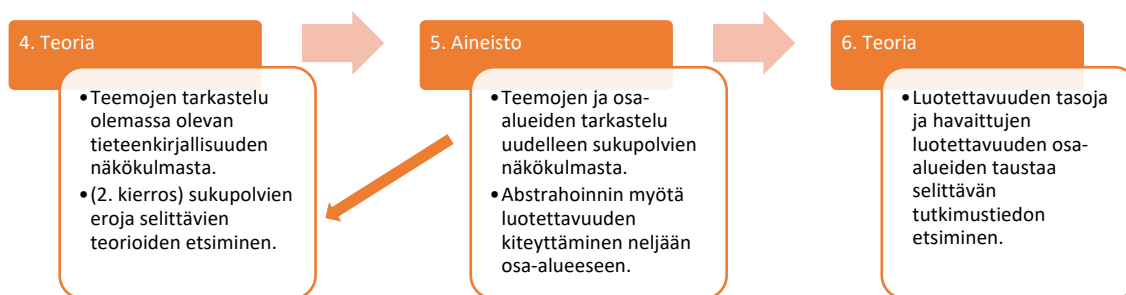 4. Teoria
•Teemojen tarkastelu
olemassa olevan
tieteenkirjallisuuden
näkökulmasta.
•(2. kierros) sukupolvien
eroja selittävien
teorioiden etsiminen.
5. Aineisto
•Teemojen ja osa-
alueiden tarkastelu
uudelleen sukupolvien
näkökulmasta.
•Abstrahoinnin myötä
luotettavuuden
kiteyttäminen neljään
osa-alueeseen.
6. Teoria
•Luotettavuuden tasoja
ja havaittujen
luotettavuuden osa-
alueiden taustaa
selittävän
tutkimustiedon
etsiminen.